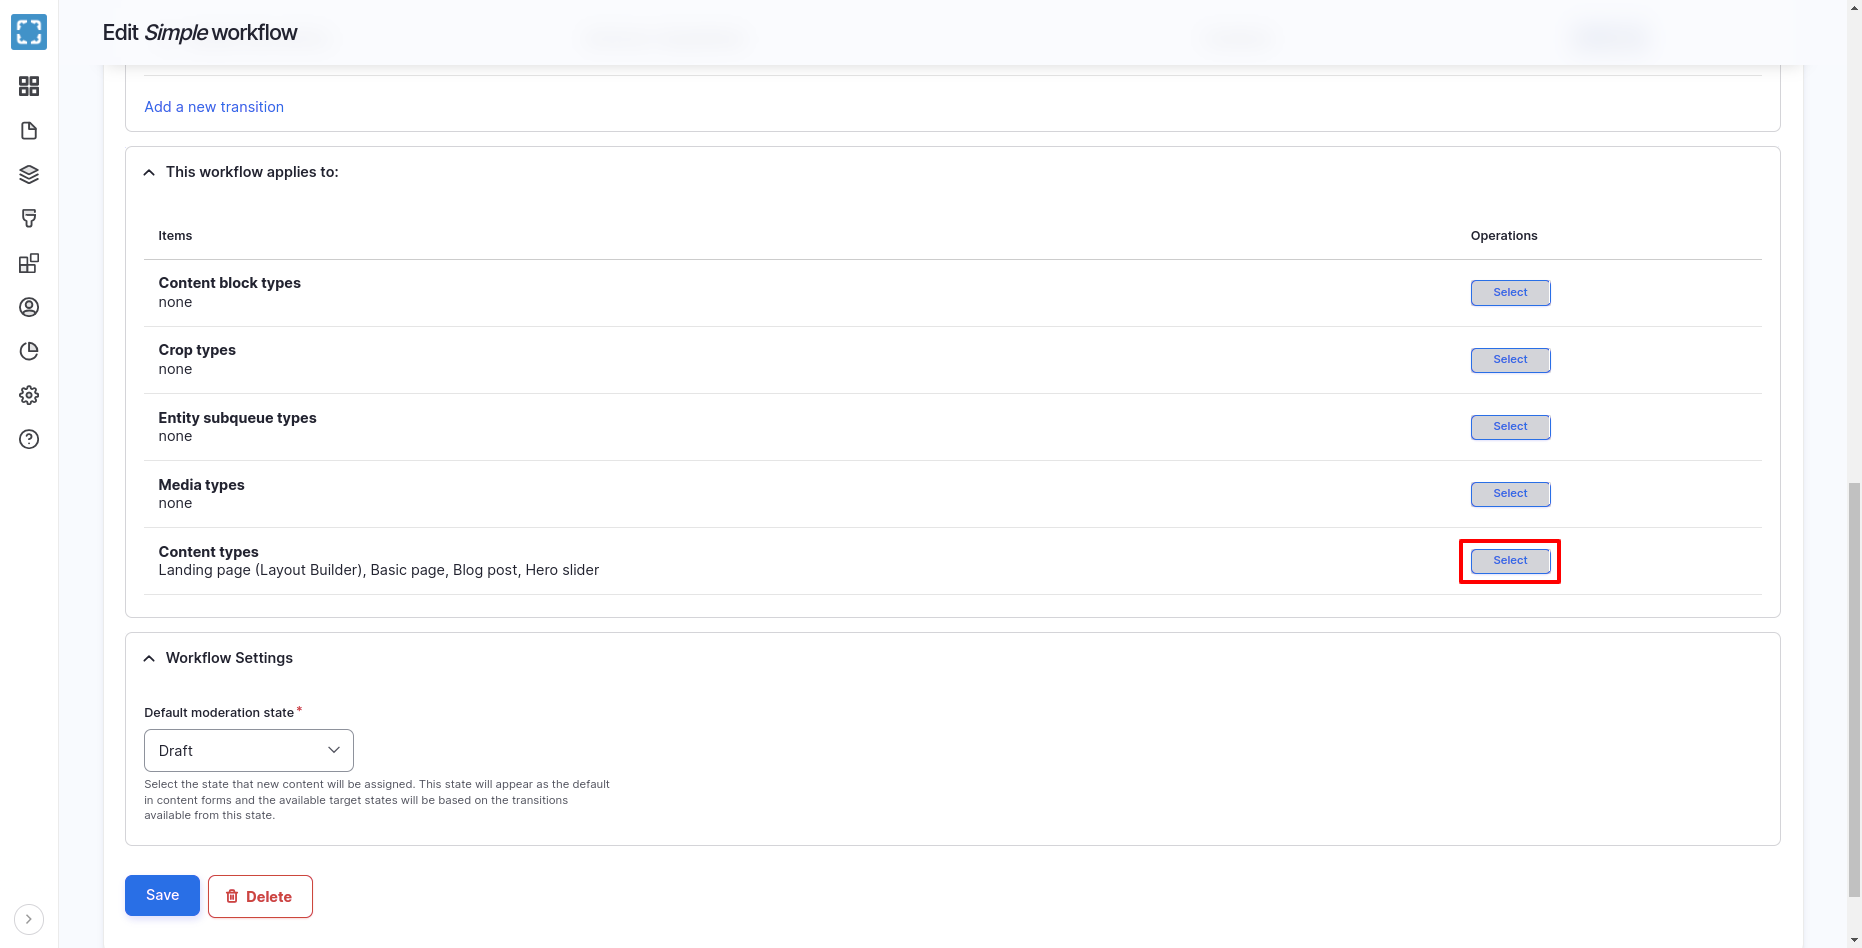 Edit Simple workflow
Add a new transition
This workflow applies to:
Items Operations
Content block types
none
Select
Crop types
none
Select
Entity subqueue types
none
Select
Media types
none
Select
Content types
Landing page (Layout Builder), Basic page, Blog post, Hero slider
Select
Workflow Settings
Default moderation state*
Draft
Select the state that new content will be assigned. This state will appear as the default
in content forms and the available target states will be based on the transitions
available from this state.
Save Delete